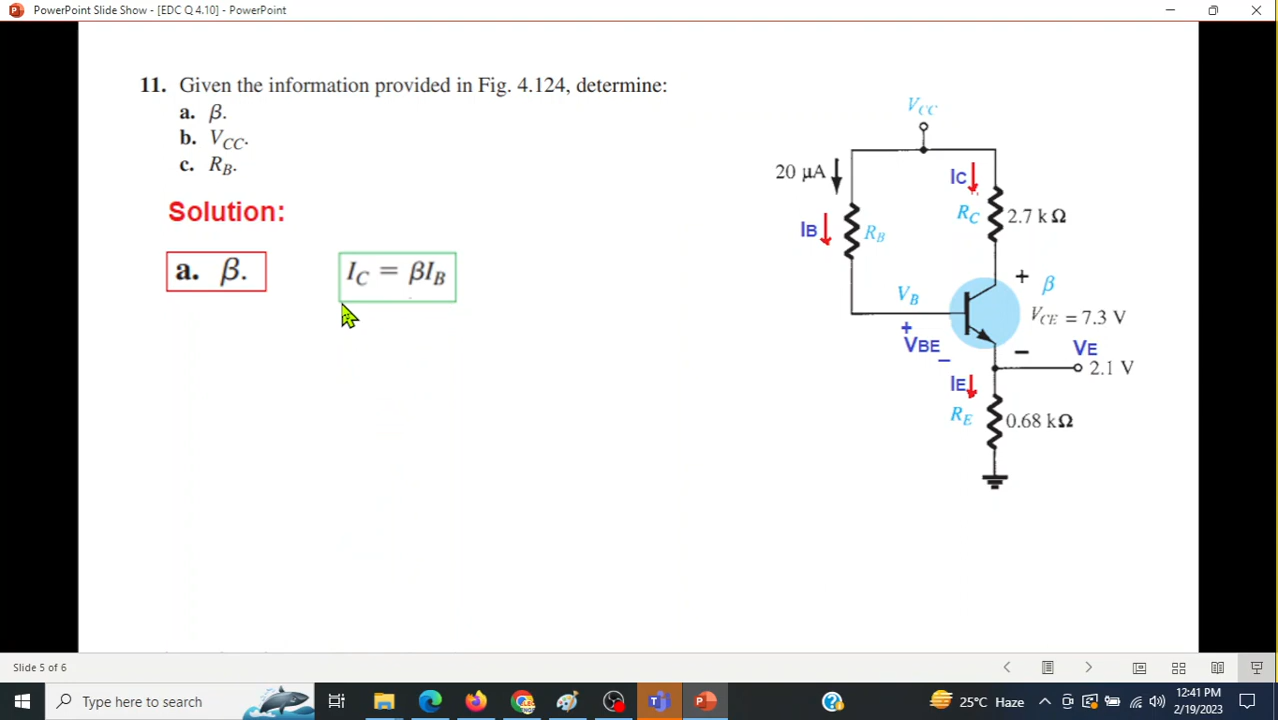 PowerPoint Slide Show - [EDC Q 4.10] - PowerPoint
11. Given the information provided in Fig. 4.124, determine:
a. β.
b. VCC.
c. RB.
Solution:
a. β.
IC = βIB
VCC
20 μA
IC
RC
2.7 kΩ
IB
RB
VB
+
β
VCE = 7.3 V
+
VBE
−
−
VE
2.1 V
IE
RE
0.68 kΩ
Slide 5 of 6
Type here to search
25°C Haze
12:41 PM
2/19/2023